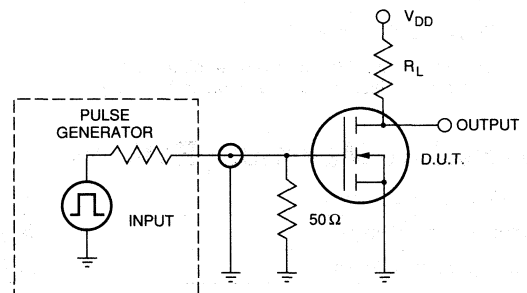 V_DD
R_L
PULSE
GENERATOR
OUTPUT
D.U.T.
INPUT
50 Ω